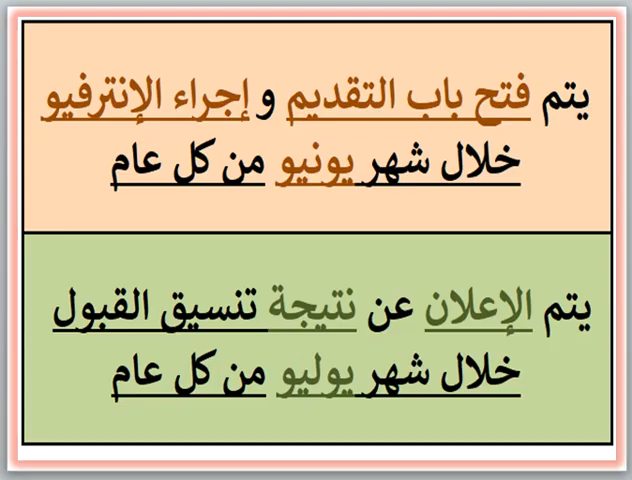 يتم فتح باب التقديم و إجراء الإنترفيو
خلال شهر يونيو من كل عام
يتم الإعلان عن نتيجة تنسيق القبول
خلال شهر يوليو من كل عام